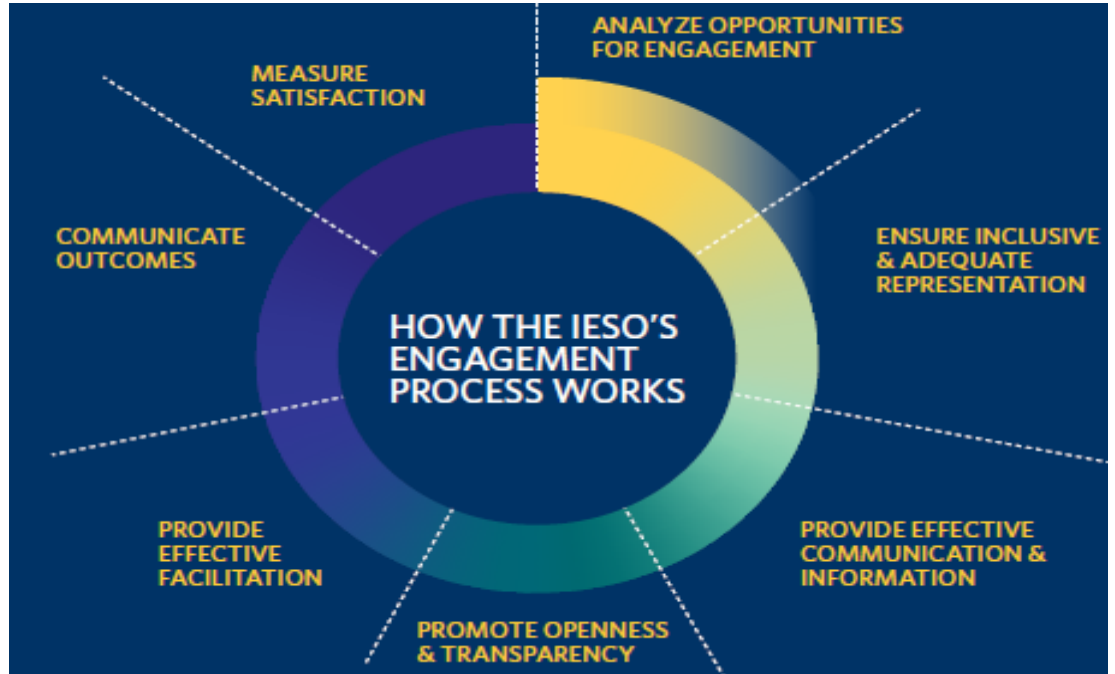 ANALYZE OPPORTUNITIES
FOR ENGAGEMENT
ENSURE INCLUSIVE
& ADEQUATE
REPRESENTATION
PROVIDE EFFECTIVE
COMMUNICATION &
INFORMATION
PROMOTE OPENNESS
& TRANSPARENCY
PROVIDE
EFFECTIVE
FACILITATION
COMMUNICATE
OUTCOMES
MEASURE
SATISFACTION
HOW THE IESO'S
ENGAGEMENT
PROCESS WORKS